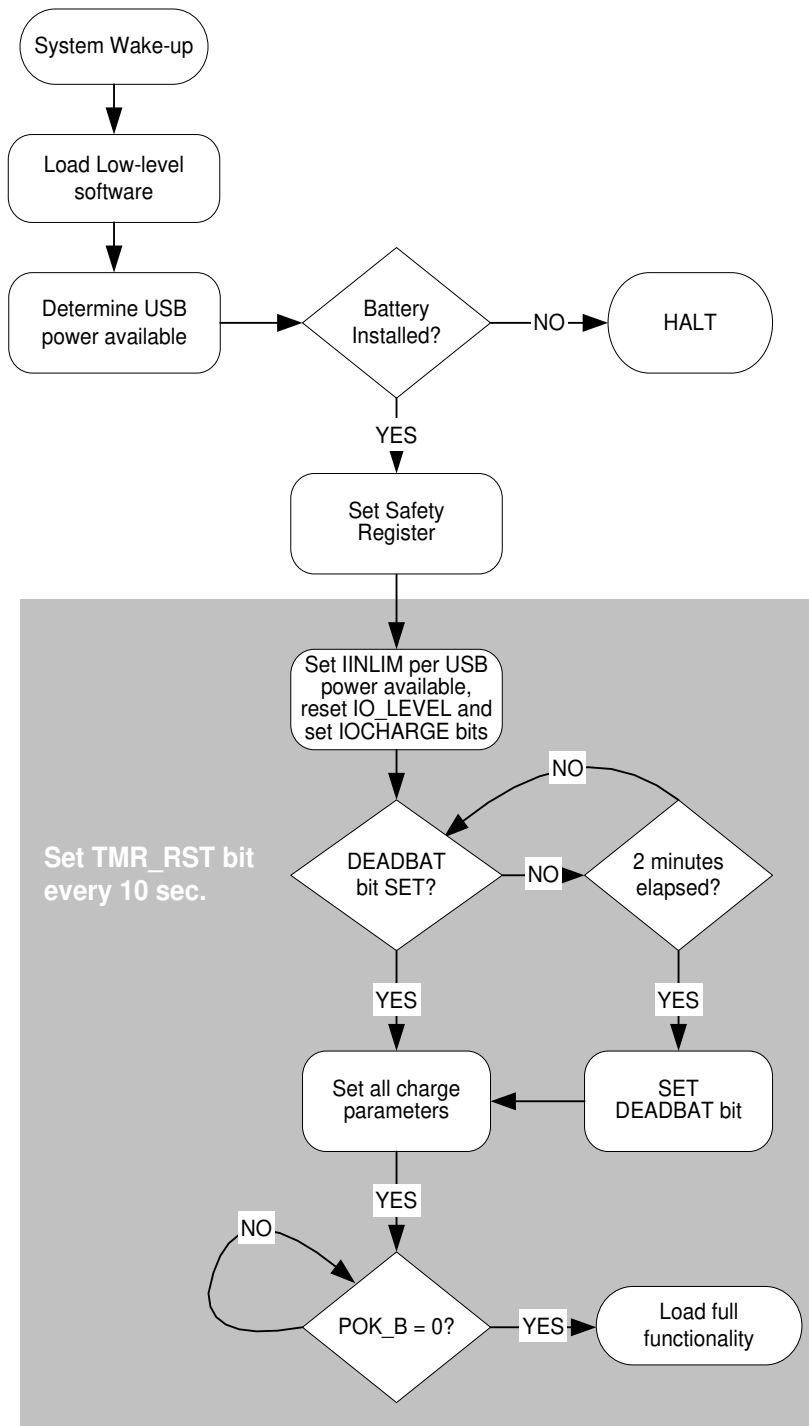 System Wake-up
Load Low-level
software
Determine USB
power available
Battery
Installed?
NO
HALT
YES
Set Safety
Register
Set IINLIM per USB
power available,
reset IO_LEVEL and
set IOCHARGE bits
NO
Set TMR_RST bit
every 10 sec.
DEADBAT
bit SET?
NO
2 minutes
elapsed?
YES
YES
Set all charge
parameters
SET
DEADBAT bit
YES
NO
POK_B = 0?
YES
Load full
functionality